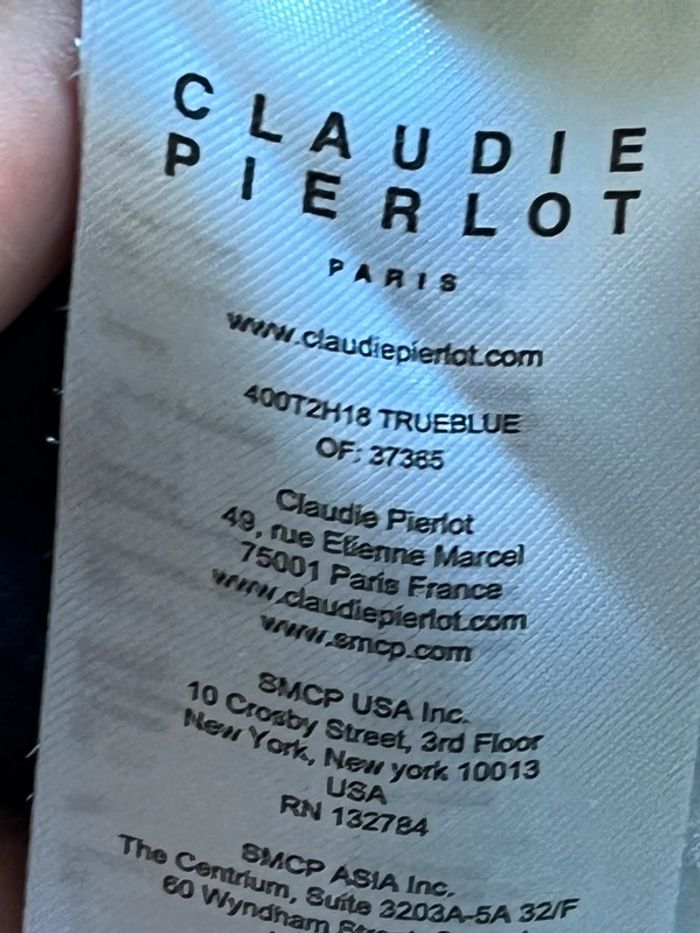 CLAUDIE
PIERLOT
PARIS
www.claudiepierlot.com
400T2H18 TRUEBLUE
OF: 37365
Claudie Pierlot
49, rue Etienne Marcel
75001 Paris France
www.claudiepierlot.com
www.smcp.com
SMCP USA Inc.
10 Crosby Street, 3rd Floor
New York, New york 10013
USA
RN 132784
SMCP ASIA Inc.
The Centrium, Suite 3203A-5A 32/F
60 Wyndham